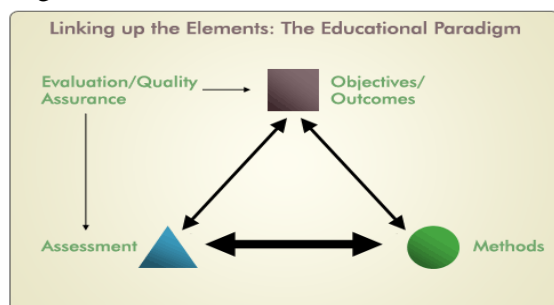 Linking up the Elements: The Educational Paradigm
Evaluation/Quality
Assurance
Objectives/
Outcomes
Assessment
Methods